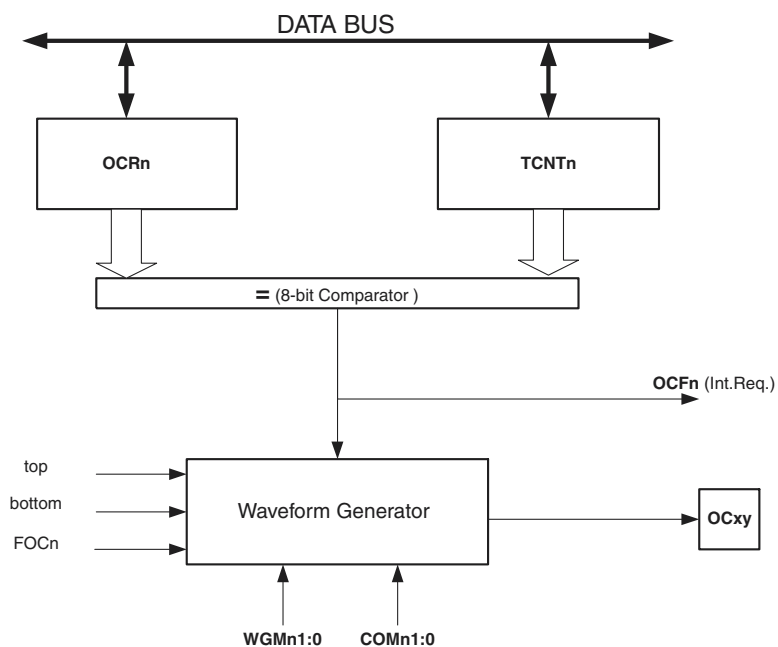 DATA BUS
OCRn
TCNTn
= (8-bit Comparator )
OCFn (Int.Req.)
top
bottom
FOCn
Waveform Generator
OCxy
WGMn1:0
COMn1:0